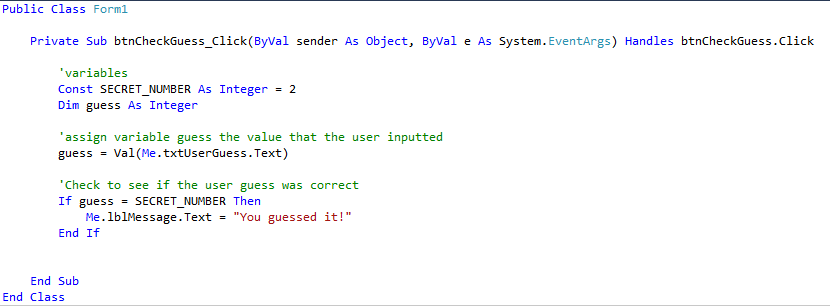 Public Class Form1
Private Sub btnCheckGuess_Click(ByVal sender As Object, ByVal e As System.EventArgs) Handles btnCheckGuess.Click
'variables
Const SECRET_NUMBER As Integer = 2
Dim guess As Integer
'assign variable guess the value that the user inputted
guess = Val(Me.txtUserGuess.Text)
'Check to see if the user guess was correct
If guess = SECRET_NUMBER Then
Me.lblMessage.Text = "You guessed it!"
End If
End Sub
End Class